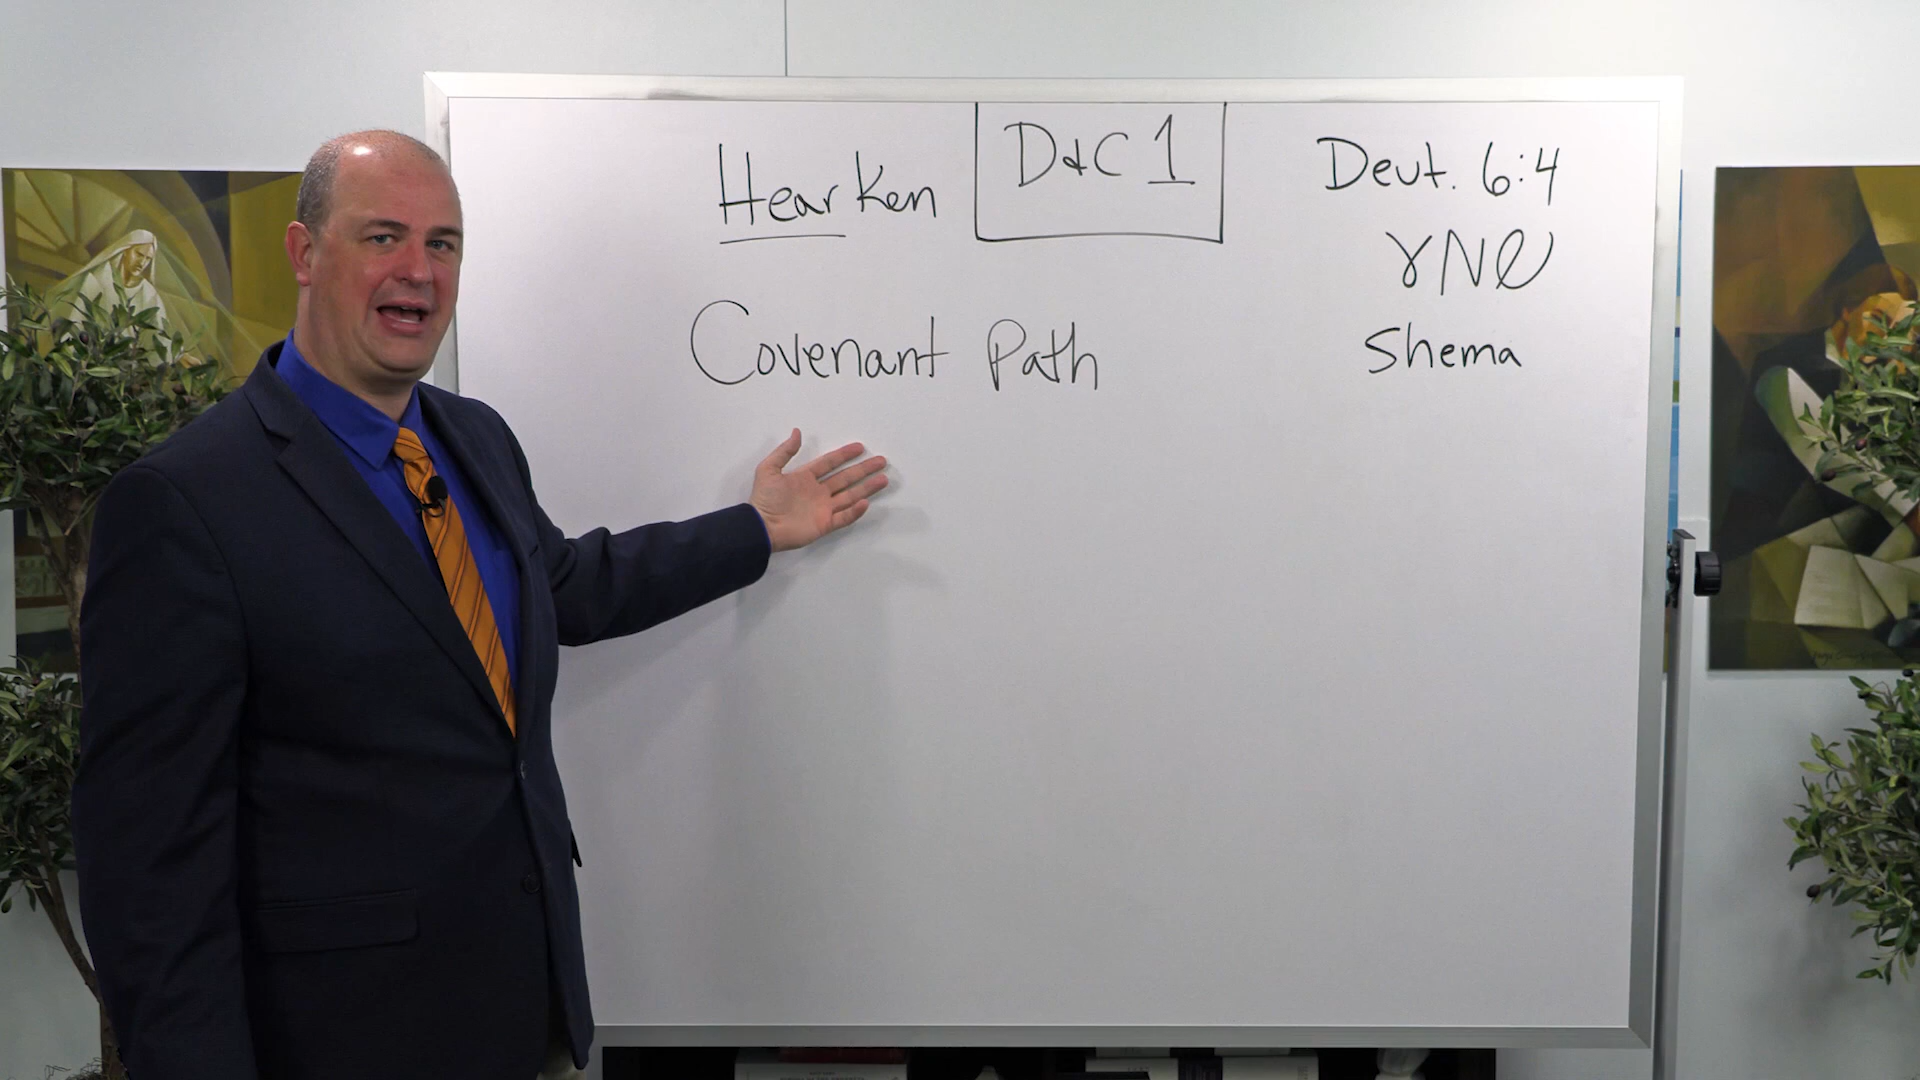 Hearken
D&C 1
Deut. 6:4
שמע
Shema
Covenant Path